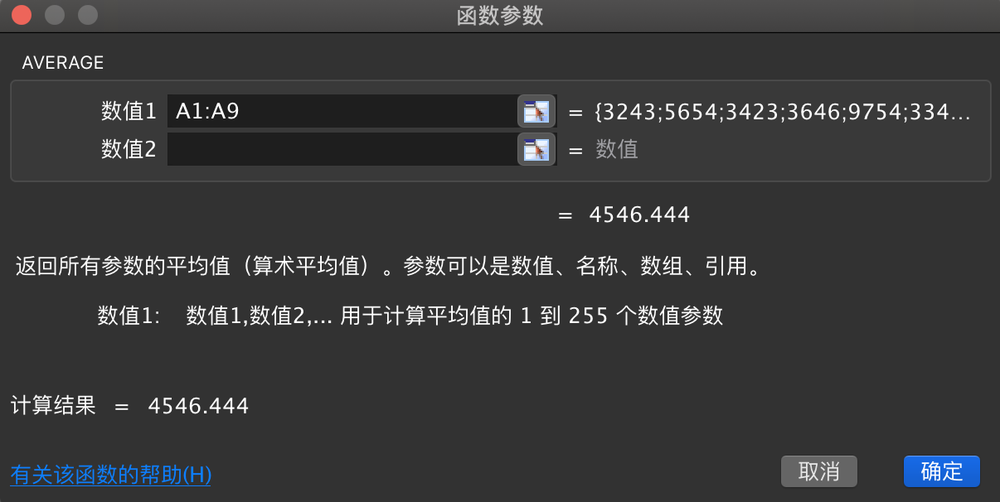 函数参数
AVERAGE
数值1 A1:A9 = {3243;5654;3423;3646;9754;334...
数值2 = 数值
= 4546.444
返回所有参数的平均值（算术平均值）。参数可以是数值、名称、数组、引用。
数值1: 数值1,数值2,... 用于计算平均值的 1 到 255 个数值参数
计算结果 = 4546.444
有关该函数的帮助(H) 取消 确定